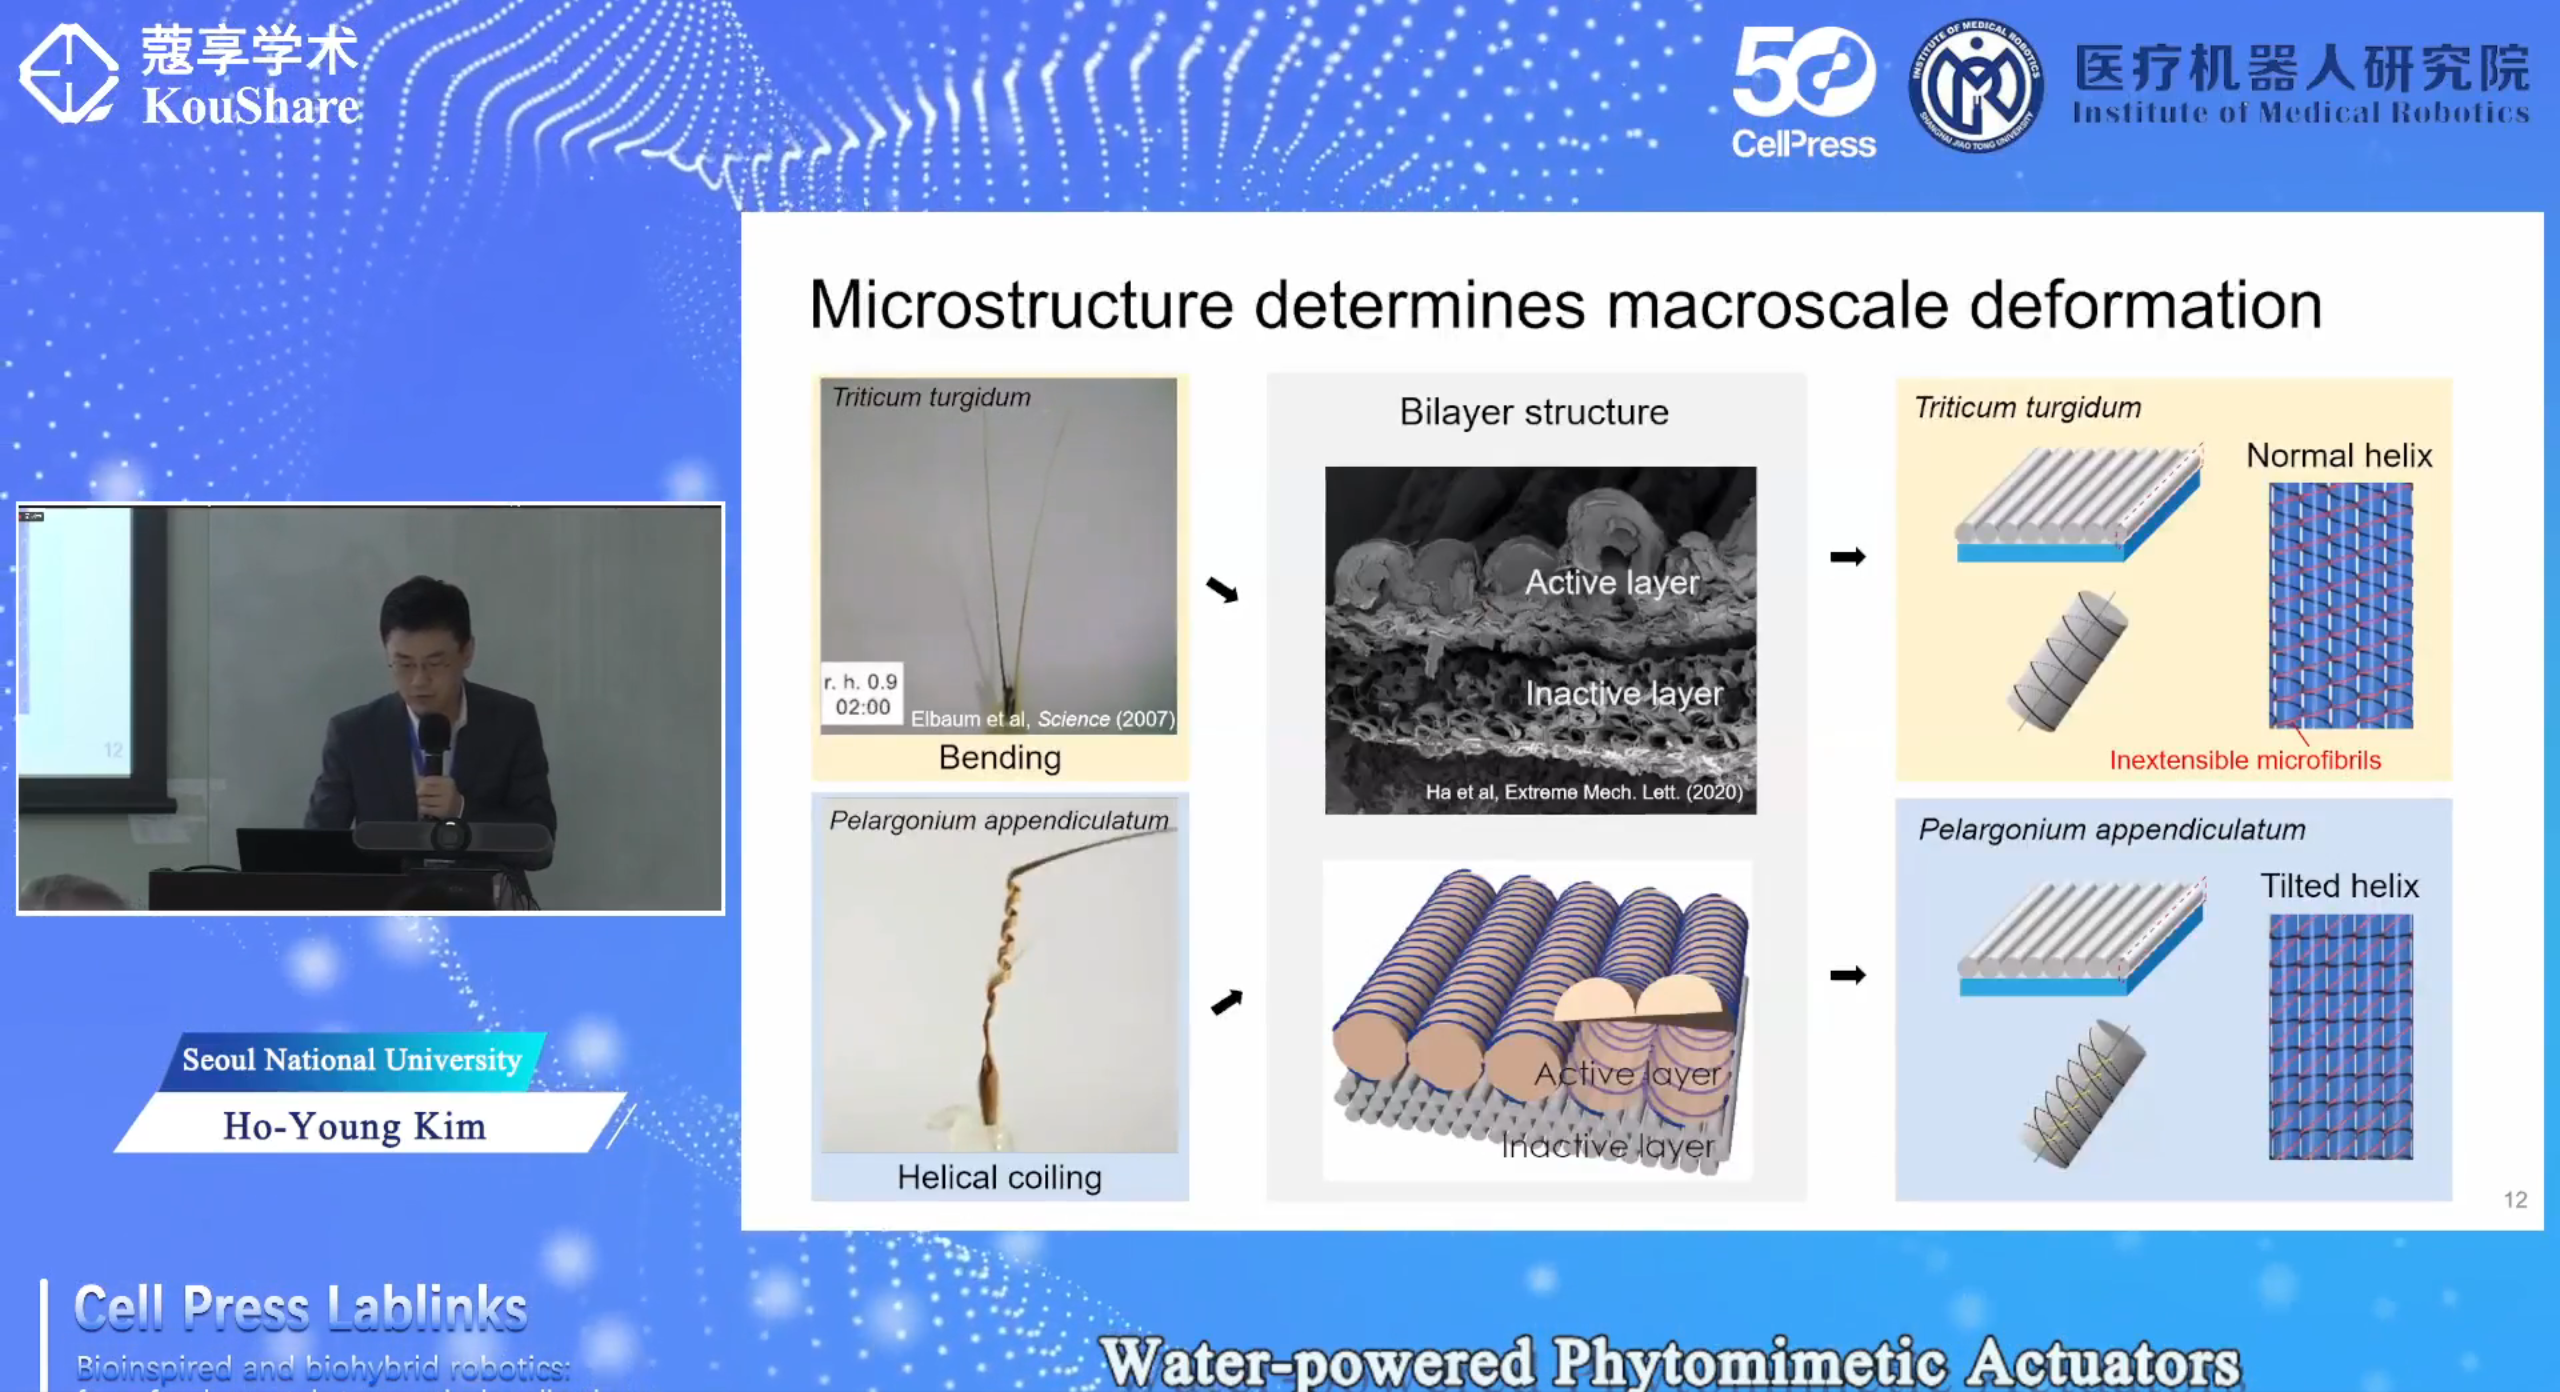 蔻享学术
KouShare
50
CellPress
INSTITUTE OF MEDICAL ROBOTICS
SHANGHAI JIAO TONG UNIVERSITY
医疗机器人研究院
Institute of Medical Robotics
Microstructure determines macroscale deformation
Triticum turgidum
r. h. 0.9
02:00
Elbaum et al, Science (2007)
Bending
Pelargonium appendiculatum
Helical coiling
Bilayer structure
Active layer
Inactive layer
Ha et al, Extreme Mech. Lett. (2020)
Active layer
Inactive layer
Triticum turgidum
Normal helix
Inextensible microfibrils
Pelargonium appendiculatum
Tilted helix
12
12
Seoul National University
Ho-Young Kim
Cell Press Lablinks
Bioinspired and biohybrid robotics:
Water-powered Phytomimetic Actuators